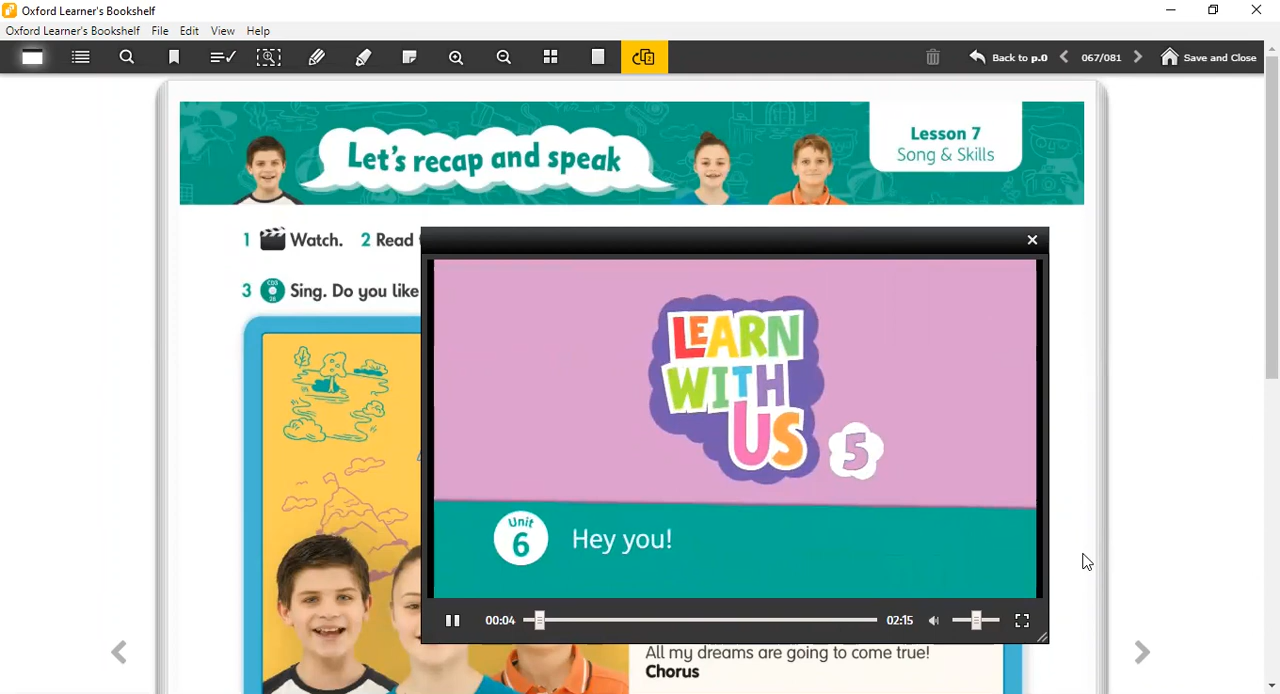 Oxford Learner's Bookshelf
Oxford Learner's Bookshelf File Edit View Help
Back to p.0 067/081 Save and Close
Let's recap and speak
Lesson 7
Song & Skills
1 Watch. 2 Read
3 CD3 Sing. Do you like
LEARN
WITH
US 5
Unit
6 Hey you!
00:04 02:15
All my dreams are going to come true!
Chorus